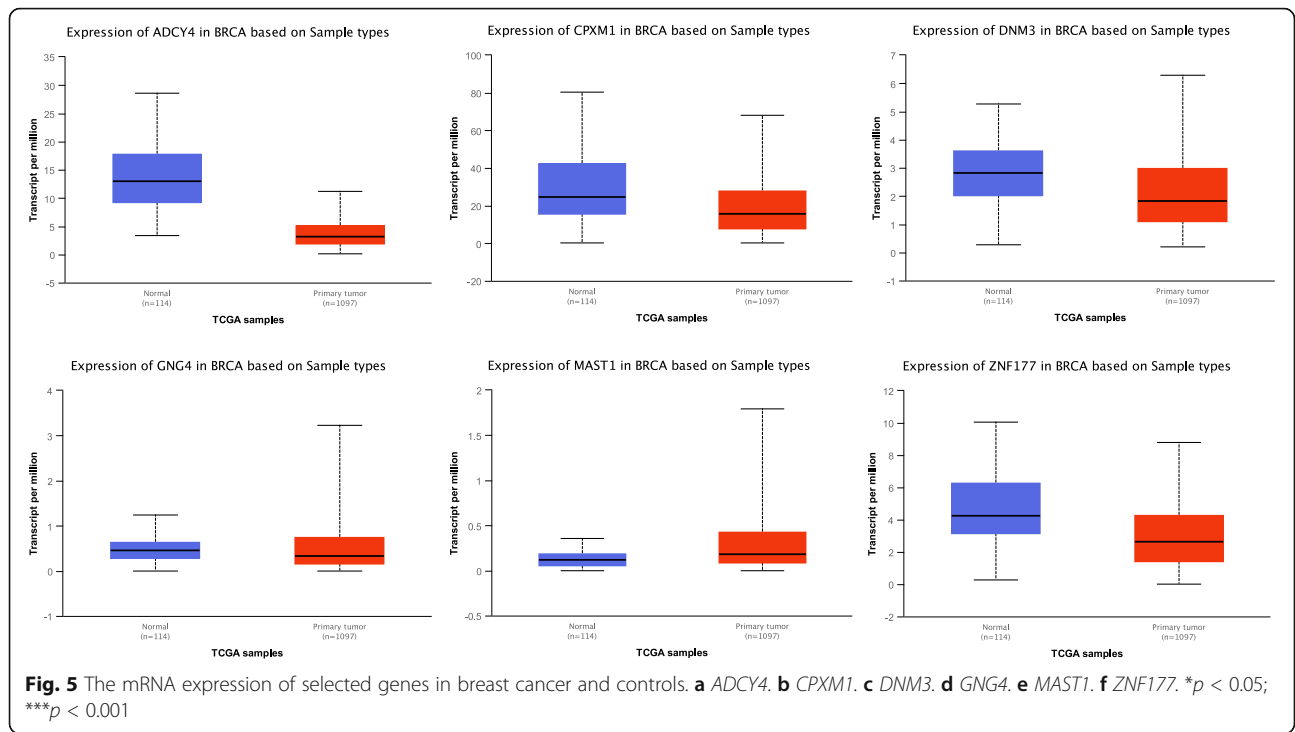 Expression of ADCY4 in BRCA based on Sample types
Transcript per million
35
30
25
20
15
10
5
0
-5
Normal
(n=114)
Primary tumor
(n=1097)
TCGA samples
Expression of CPXM1 in BRCA based on Sample types
Transcript per million
100
80
60
40
20
0
-20
Normal
(n=114)
Primary tumor
(n=1097)
TCGA samples
Expression of DNM3 in BRCA based on Sample types
Transcript per million
7
6
5
4
3
2
1
0
-1
Normal
(n=114)
Primary tumor
(n=1097)
TCGA samples
Expression of GNG4 in BRCA based on Sample types
Transcript per million
4
3
2
1
0
-1
Normal
(n=114)
Primary tumor
(n=1097)
TCGA samples
Expression of MAST1 in BRCA based on Sample types
Transcript per million
2
1.5
1
0.5
0
-0.5
Normal
(n=114)
Primary tumor
(n=1097)
TCGA samples
Expression of ZNF177 in BRCA based on Sample types
Transcript per million
12
10
8
6
4
2
0
-2
Normal
(n=114)
Primary tumor
(n=1097)
TCGA samples
Fig. 5 The mRNA expression of selected genes in breast cancer and controls. a ADCY4. b CPXM1. c DNM3. d GNG4. e MAST1. f ZNF177. *p < 0.05;
***p < 0.001